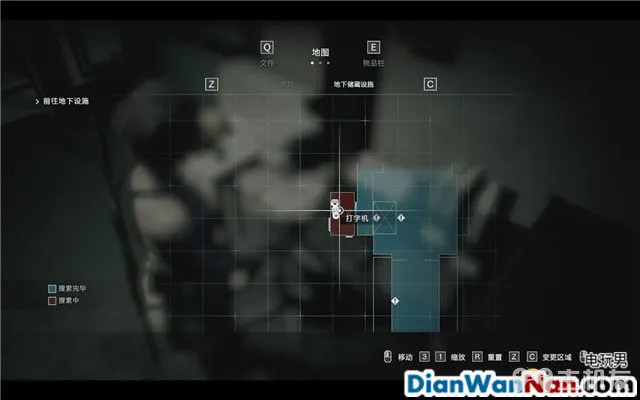 Q
地图
E
文件
物品栏
Z
地下储藏设施
C
前往地下设施
打字机
搜索完毕
搜索中
移动 3 1 缩放 R 重置 Z C 变更区域
电玩男
DianWanNan.com